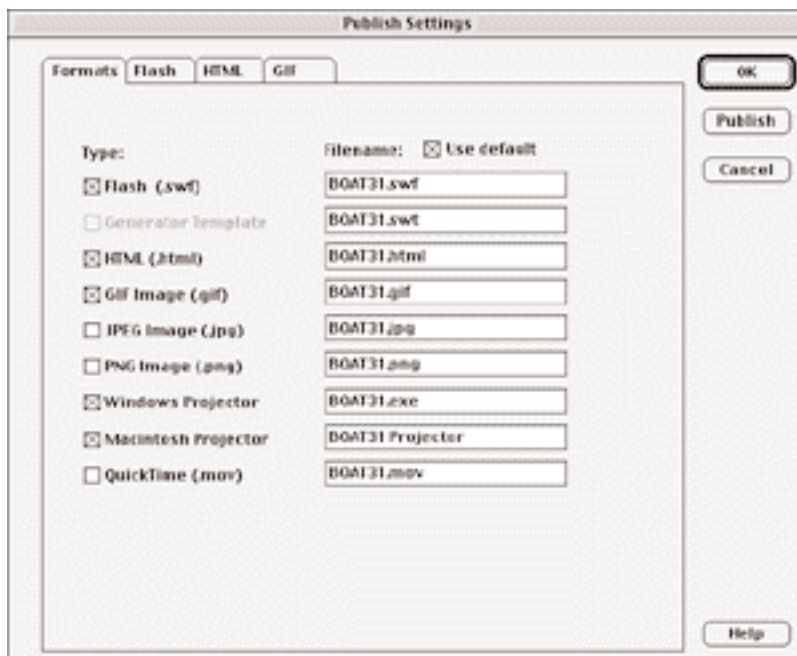 Publish Settings
Formats Flash HTML GIF
OK
Publish
Cancel
Type: Filename: Use default
Flash (.swf) BOAT31.swf
Generator Template BOAT31.swt
HTML (.html) BOAT31.html
GIF Image (.gif) BOAT31.gif
JPEG Image (.jpg) BOAT31.jpg
PNG Image (.png) BOAT31.png
Windows Projector BOAT31.exe
Macintosh Projector BOAT31 Projector
QuickTime (.mov) BOAT31.mov
Help